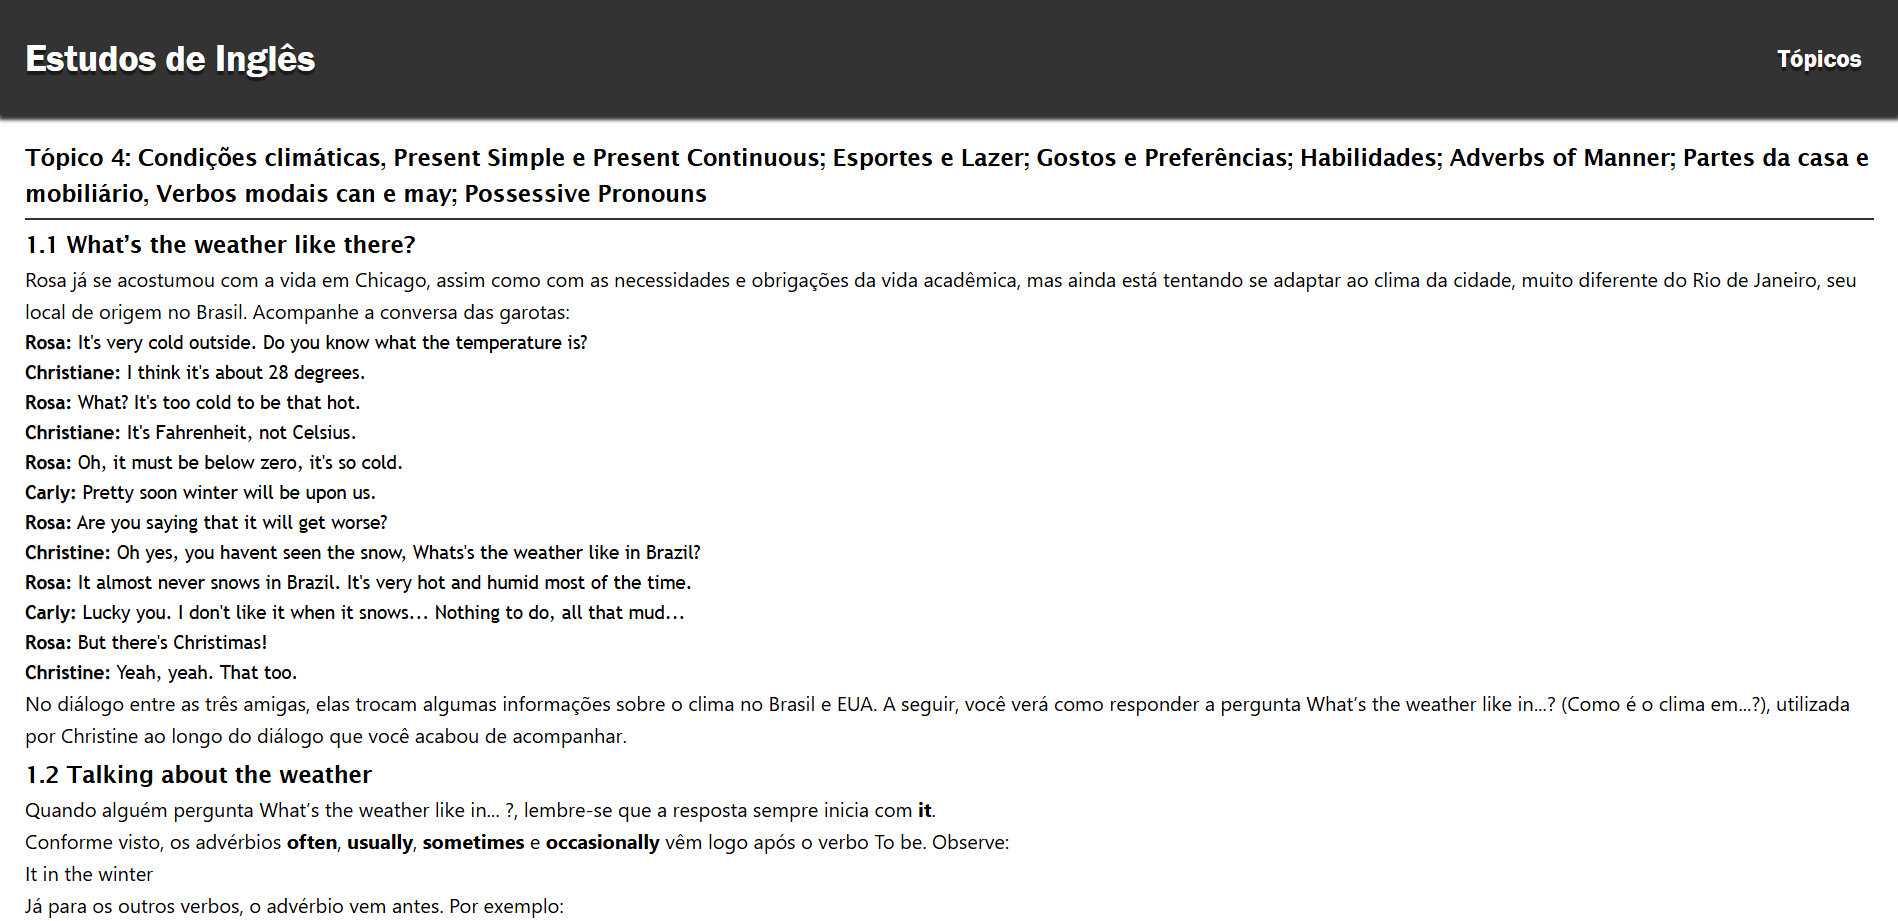 Estudos de Inglês
Tópicos
Tópico 4: Condições climáticas, Present Simple e Present Continuous; Esportes e Lazer; Gostos e Preferências; Habilidades; Adverbs of Manner; Partes da casa e
mobiliário, Verbos modais can e may; Possessive Pronouns
1.1 What’s the weather like there?
Rosa já se acostumou com a vida em Chicago, assim como com as necessidades e obrigações da vida acadêmica, mas ainda está tentando se adaptar ao clima da cidade, muito diferente do Rio de Janeiro, seu
local de origem no Brasil. Acompanhe a conversa das garotas:
Rosa: It's very cold outside. Do you know what the temperature is?
Christiane: I think it's about 28 degrees.
Rosa: What? It's too cold to be that hot.
Christiane: It's Fahrenheit, not Celsius.
Rosa: Oh, it must be below zero, it's so cold.
Carly: Pretty soon winter will be upon us.
Rosa: Are you saying that it will get worse?
Christine: Oh yes, you havent seen the snow, Whats's the weather like in Brazil?
Rosa: It almost never snows in Brazil. It's very hot and humid most of the time.
Carly: Lucky you. I don't like it when it snows... Nothing to do, all that mud...
Rosa: But there's Christimas!
Christine: Yeah, yeah. That too.
No diálogo entre as três amigas, elas trocam algumas informações sobre o clima no Brasil e EUA. A seguir, você verá como responder a pergunta What’s the weather like in...? (Como é o clima em...?), utilizada
por Christine ao longo do diálogo que você acabou de acompanhar.
1.2 Talking about the weather
Quando alguém pergunta What’s the weather like in... ?, lembre-se que a resposta sempre inicia com it.
Conforme visto, os advérbios often, usually, sometimes e occasionally vêm logo após o verbo To be. Observe:
It in the winter
Já para os outros verbos, o advérbio vem antes. Por exemplo: